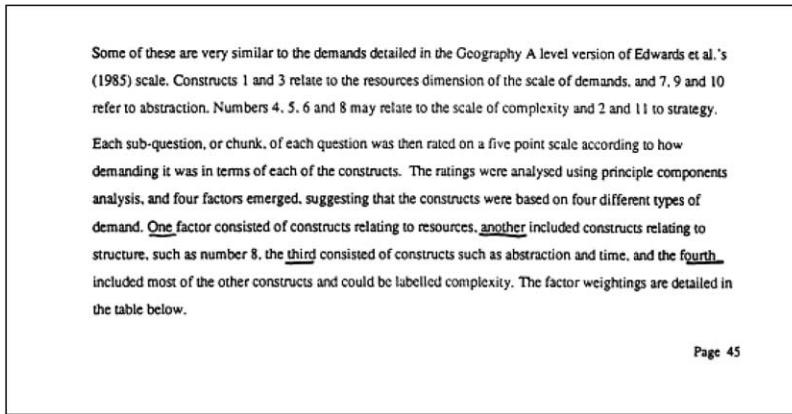 Some of these are very similar to the demands detailed in the Geography A level version of Edwards et al.'s
(1985) scale. Constructs 1 and 3 relate to the resources dimension of the scale of demands, and 7, 9 and 10
refer to abstraction. Numbers 4, 5, 6 and 8 may relate to the scale of complexity and 2 and 11 to strategy.
Each sub-question, or chunk, of each question was then rated on a five point scale according to how
demanding it was in terms of each of the constructs. The ratings were analysed using principle components
analysis, and four factors emerged, suggesting that the constructs were based on four different types of
demand. One factor consisted of constructs relating to resources, another included constructs relating to
structure, such as number 8, the third consisted of constructs such as abstraction and time, and the fourth
included most of the other constructs and could be labelled complexity. The factor weightings are detailed in
the table below.
Page 45